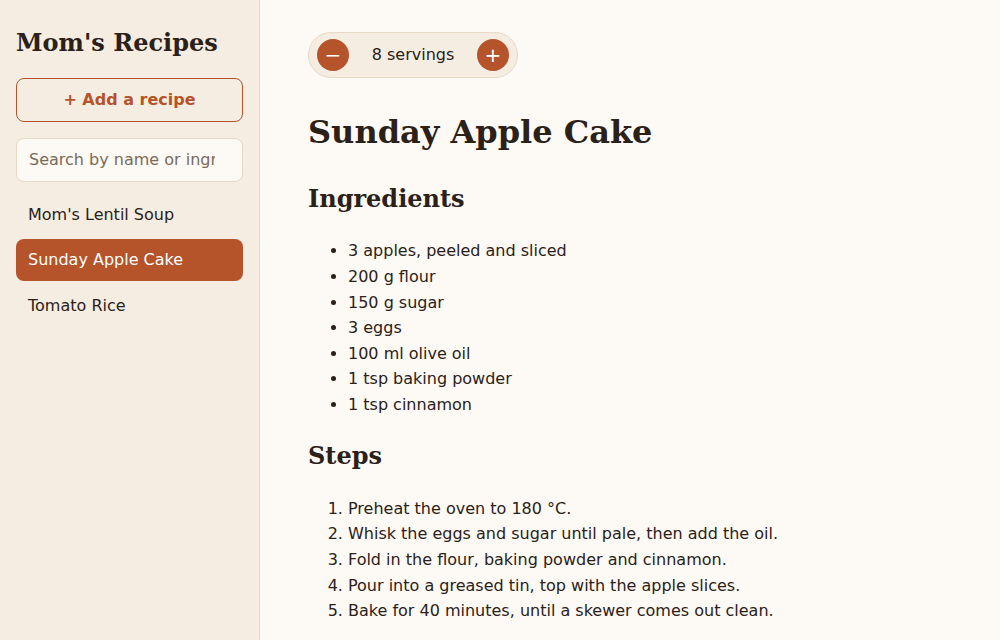 Mom's Recipes
+ Add a recipe
Search by name or ingr
Mom's Lentil Soup
Sunday Apple Cake
Tomato Rice
− 8 servings +
Sunday Apple Cake
Ingredients
• 3 apples, peeled and sliced
• 200 g flour
• 150 g sugar
• 3 eggs
• 100 ml olive oil
• 1 tsp baking powder
• 1 tsp cinnamon
Steps
1. Preheat the oven to 180 °C.
2. Whisk the eggs and sugar until pale, then add the oil.
3. Fold in the flour, baking powder and cinnamon.
4. Pour into a greased tin, top with the apple slices.
5. Bake for 40 minutes, until a skewer comes out clean.